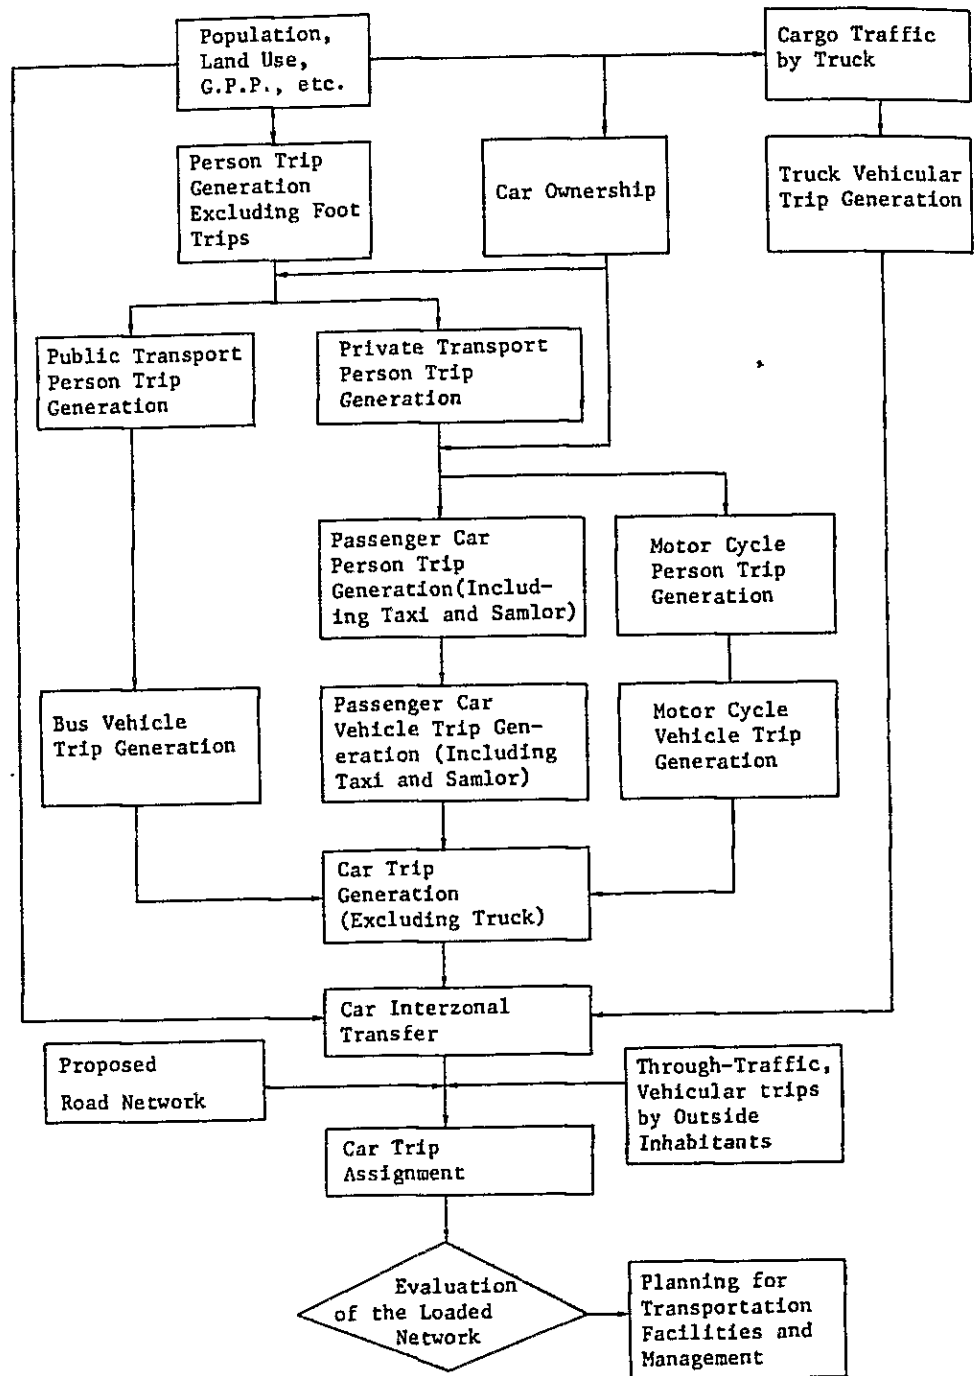 Population,
Land Use,
G.P.P., etc.
Cargo Traffic
by Truck
Person Trip
Generation
Excluding Foot
Trips
Car Ownership
Truck Vehicular
Trip Generation
Public Transport
Person Trip
Generation
Private Transport
Person Trip
Generation
Passenger Car
Person Trip
Generation(Includ-
ing Taxi and Samlor)
Motor Cycle
Person Trip
Generation
Bus Vehicle
Trip Generation
Passenger Car
Vehicle Trip Gen-
eration (Including
Taxi and Samlor)
Motor Cycle
Vehicle Trip
Generation
Car Trip
Generation
(Excluding Truck)
Car Interzonal
Transfer
Proposed
Road Network
Through-Traffic,
Vehicular trips
by Outside
Inhabitants
Car Trip
Assignment
Evaluation
of the Loaded
Network
Planning for
Transportation
Facilities and
Management